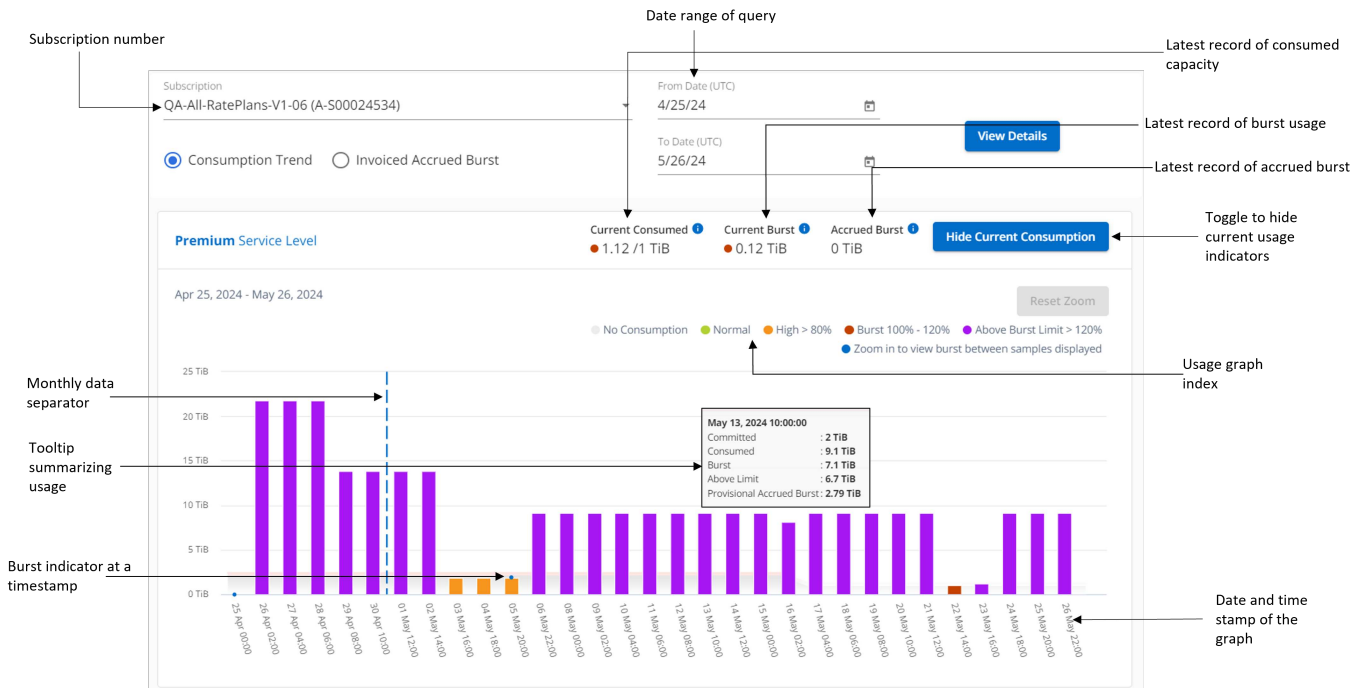 Date range of query
Subscription number
Latest record of consumed
capacity
Subscription
QA-All-RatePlans-V1-06 (A-S00024534)
From Date (UTC)
4/25/24
Latest record of burst usage
View Details
To Date (UTC)
5/26/24
Consumption Trend
Invoiced Accrued Burst
Latest record of accrued burst
Toggle to hide
current usage
indicators
Premium Service Level
Current Consumed
1.12 /1 TiB
Current Burst
0.12 TiB
Accrued Burst
0 TiB
Hide Current Consumption
Apr 25, 2024 - May 26, 2024
Reset Zoom
No Consumption
Normal
High > 80%
Burst 100% - 120%
Above Burst Limit > 120%
Zoom in to view burst between samples displayed
Usage graph
index
Monthly data
separator
Tooltip
summarizing
usage
Burst indicator at a
timestamp
25 TiB
20 TiB
15 TiB
10 TiB
5 TiB
0 TiB
May 13, 2024 10:00:00
Committed : 2 TiB
Consumed : 9.1 TiB
Burst : 7.1 TiB
Above Limit : 6.7 TiB
Provisional Accrued Burst : 2.79 TiB
25 Apr 00:00
26 Apr 02:00
27 Apr 04:00
28 Apr 06:00
29 Apr 08:00
30 Apr 10:00
01 May 12:00
02 May 14:00
03 May 16:00
04 May 18:00
05 May 20:00
06 May 22:00
08 May 00:00
09 May 02:00
10 May 04:00
11 May 06:00
12 May 08:00
13 May 10:00
14 May 12:00
15 May 14:00
16 May 16:00
17 May 18:00
18 May 20:00
19 May 22:00
20 May 00:00
21 May 12:00
22 May 14:00
23 May 16:00
24 May 18:00
25 May 20:00
26 May 22:00
Date and time
stamp of the
graph